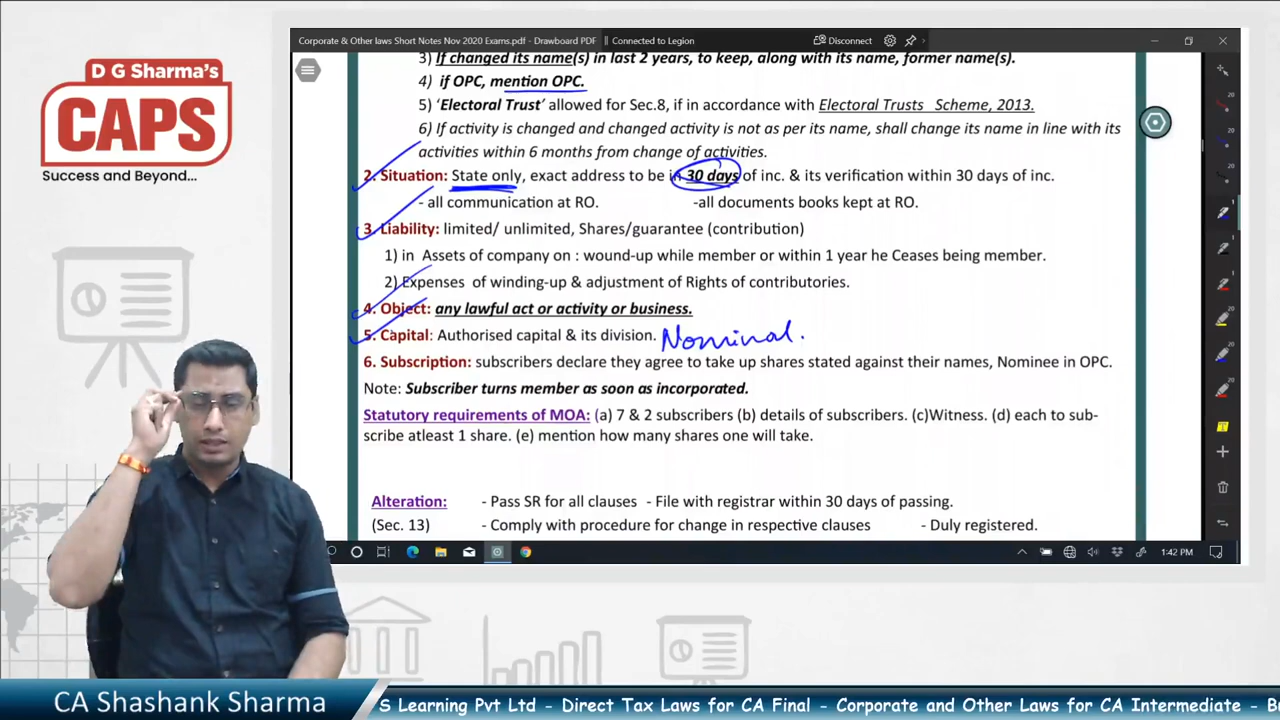 D G SHARMA'S
CAPS
Success and Beyond...
Corporate & Other laws Short Notes Nov 2020 Exams.pdf - Drawboard PDF || Connected to Legion
Disconnect
3) If changed its name(s) in last 2 years, to keep, along with its name, former name(s).
4) if OPC, mention OPC.
5) 'Electoral Trust' allowed for Sec.8, if in accordance with Electoral Trusts Scheme, 2013.
6) If activity is changed and changed activity is not as per its name, shall change its name in line with its
activities within 6 months from change of activities.
2. Situation: State only, exact address to be in 30 days of inc. & its verification within 30 days of inc.
- all communication at RO. -all documents books kept at RO.
3. Liability: limited/ unlimited, Shares/guarantee (contribution)
1) in Assets of company on : wound-up while member or within 1 year he Ceases being member.
2) Expenses of winding-up & adjustment of Rights of contributories.
4. Object: any lawful act or activity or business.
5. Capital: Authorised capital & its division. Nominal.
6. Subscription: subscribers declare they agree to take up shares stated against their names, Nominee in OPC.
Note: Subscriber turns member as soon as incorporated.
Statutory requirements of MOA: (a) 7 & 2 subscribers (b) details of subscribers. (c)Witness. (d) each to sub-
scribe atleast 1 share. (e) mention how many shares one will take.
Alteration: - Pass SR for all clauses - File with registrar within 30 days of passing.
(Sec. 13) - Comply with procedure for change in respective clauses - Duly registered.
1:42 PM
CA Shashank Sharma
S Learning Pvt Ltd - Direct Tax Laws for CA Final - Corporate and Other Laws for CA Intermediate - B